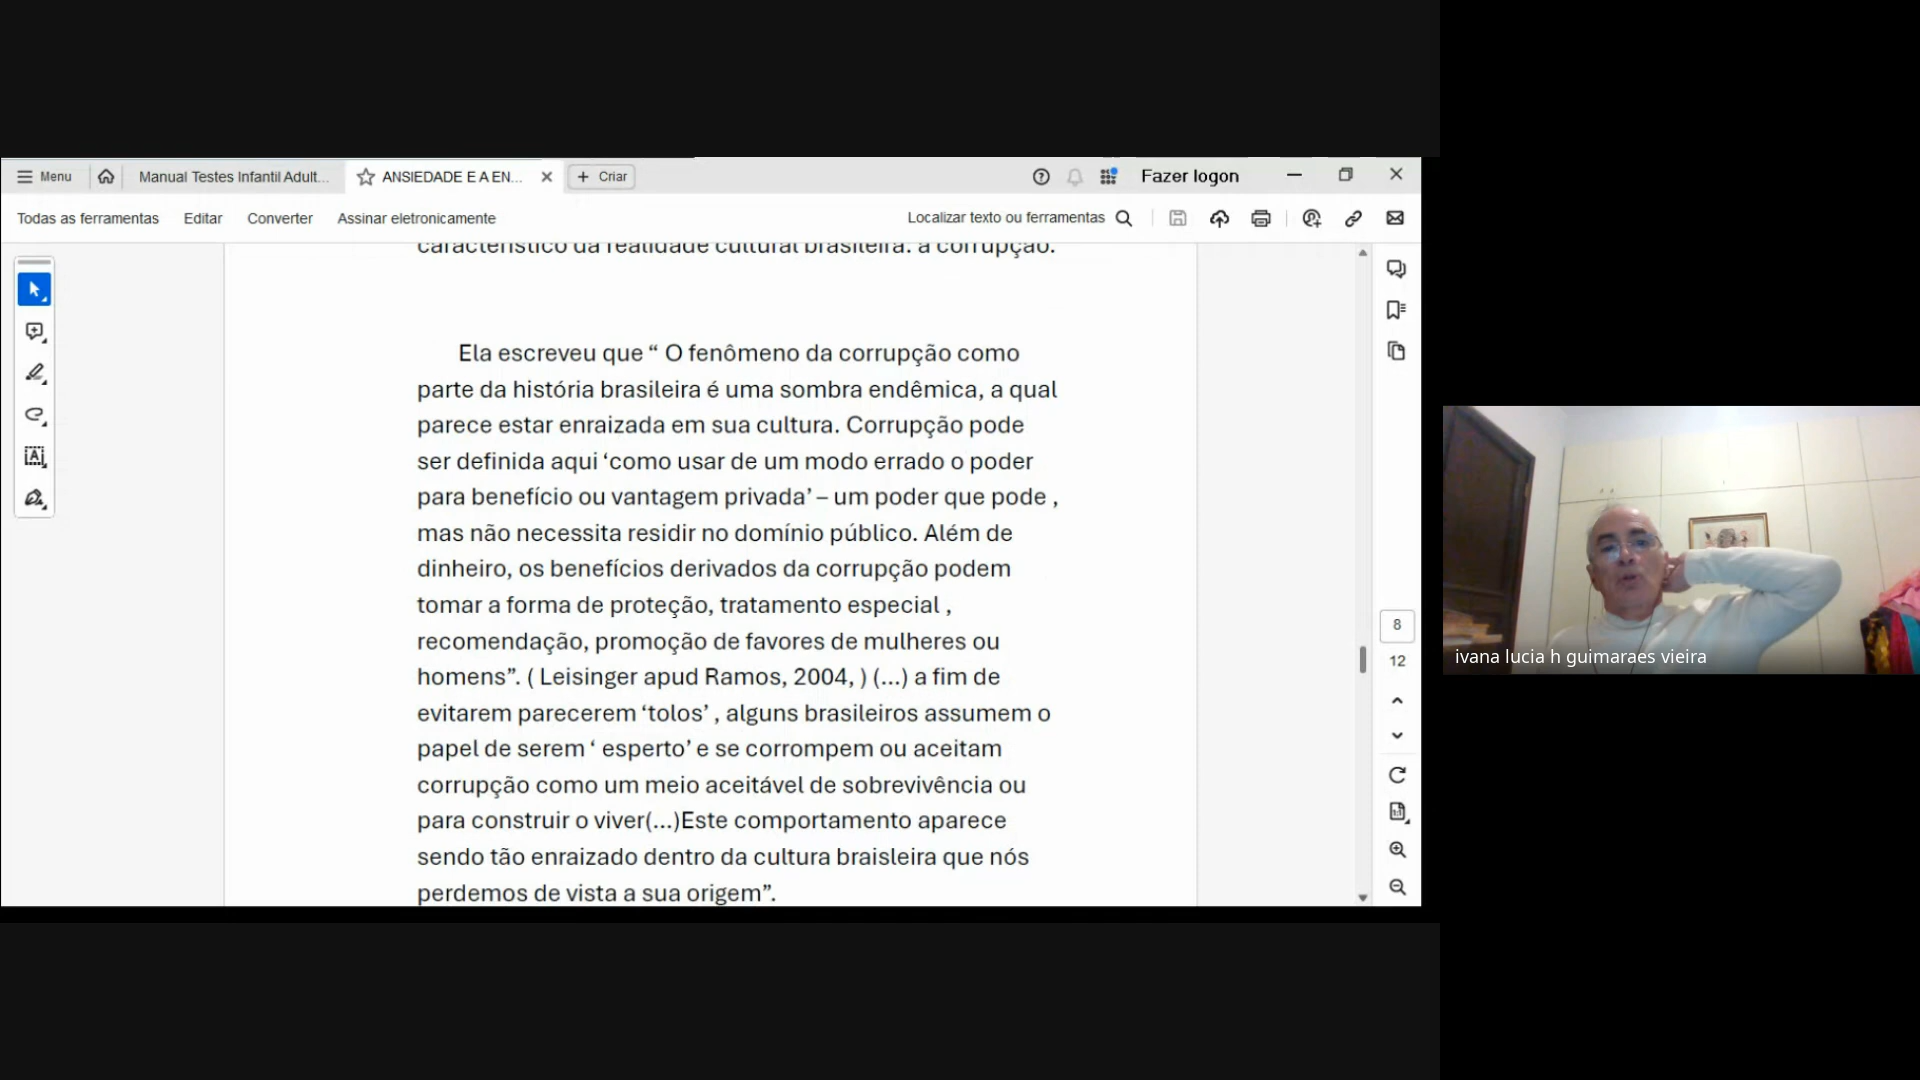 Menu
Manual Testes Infantil Adult...
ANSIEDADE E A EN...
Criar
Fazer logon
Todas as ferramentas
Editar
Converter
Assinar eletronicamente
Localizar texto ou ferramentas
característico da realidade cultural brasileira: a corrupção.
Ela escreveu que “ O fenômeno da corrupção como
parte da história brasileira é uma sombra endêmica, a qual
parece estar enraizada em sua cultura. Corrupção pode
ser definida aqui ‘como usar de um modo errado o poder
para benefício ou vantagem privada’ – um poder que pode ,
mas não necessita residir no domínio público. Além de
dinheiro, os benefícios derivados da corrupção podem
tomar a forma de proteção, tratamento especial ,
recomendação, promoção de favores de mulheres ou
homens”. ( Leisinger apud Ramos, 2004, ) (...) a fim de
evitarem parecerem ‘tolos’ , alguns brasileiros assumem o
papel de serem ‘ esperto’ e se corrompem ou aceitam
corrupção como um meio aceitável de sobrevivência ou
para construir o viver(...)Este comportamento aparece
sendo tão enraizado dentro da cultura braisleira que nós
perdemos de vista a sua origem”.
8
12
ivana lucia h guimaraes vieira